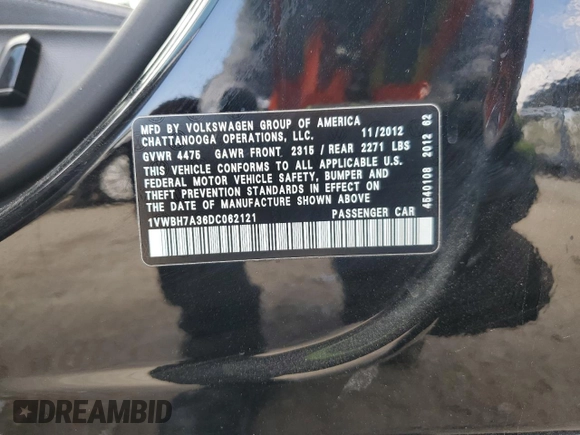 MFD BY VOLKSWAGEN GROUP OF AMERICA
CHATTANOOGA OPERATIONS, LLC. 11/2012
GVWR 4475 GAWR FRONT 2315 / REAR 2271 LBS
THIS VEHICLE CONFORMS TO ALL APPLICABLE U.S.
FEDERAL MOTOR VEHICLE SAFETY, BUMPER AND
THEFT PREVENTION STANDARDS IN EFFECT ON
THE DATE OF MANUFACTURE SHOWN ABOVE
1VWBH7A36DC062121 PASSENGER CAR
4540108 2012 62
DREAMBID